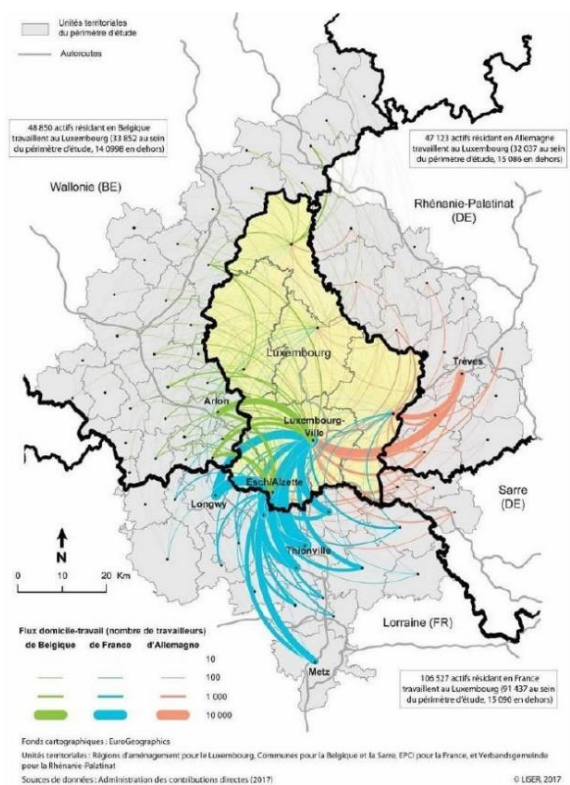 Unités territoriales
du périmètre d'étude
Autoroutes
48 850 actifs résidant en Belgique
travaillent au Luxembourg (33 852 au sein
du périmètre d'étude, 14 0998 en dehors)
47 123 actifs résidant en Allemagne
travaillent au Luxembourg (32 037 au sein
du périmètre d'étude, 15 086 en dehors)
Wallonie (BE)
Rhénanie-Palatinat
(DE)
Luxembourg
Trèves
Arlon
Luxembourg-
Ville
Esch/Alzette
Longwy
Sarre
(DE)
N
Thionville
0 10 20 Km
Lorraine (FR)
Flux domicile-travail (nombre de travailleurs)
de Belgique de France d'Allemagne
10
100
1 000
10 000
Metz
106 527 actifs résidant en France
travaillent au Luxembourg (91 437 au sein
du périmètre d'étude, 15 090 en dehors)
Fonds cartographiques : EuroGeographics
Unités territoriales : Régions d'aménagement pour le Luxembourg, Communes pour la Belgique et la Sarre, EPCI pour la France, et Verbandsgemeinde
pour la Rhénanie-Palatinat
Sources de données : Administration des contributions directes (2017)
© LISER, 2017